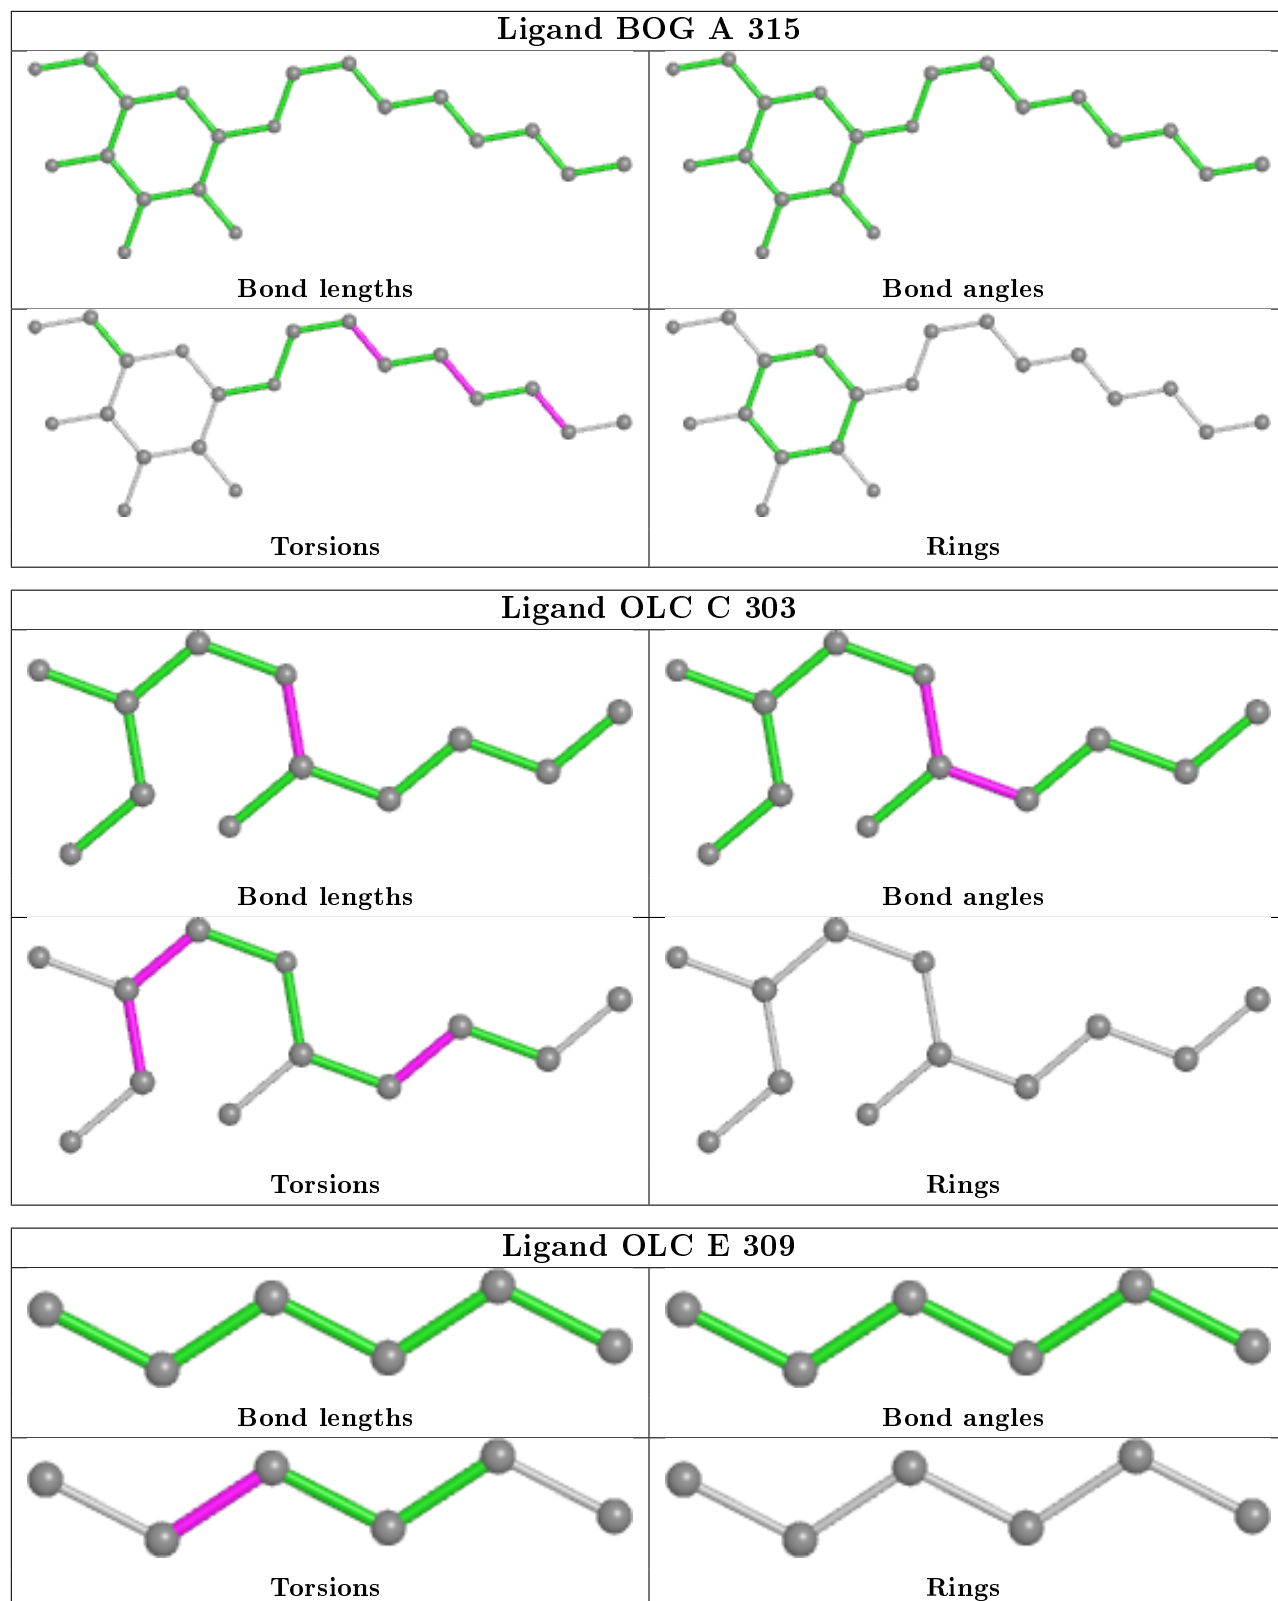 Ligand BOG A 315
Bond lengths
Bond angles
Torsions
Rings
Ligand OLC C 303
Bond lengths
Bond angles
Torsions
Rings
Ligand OLC E 309
Bond lengths
Bond angles
Torsions
Rings